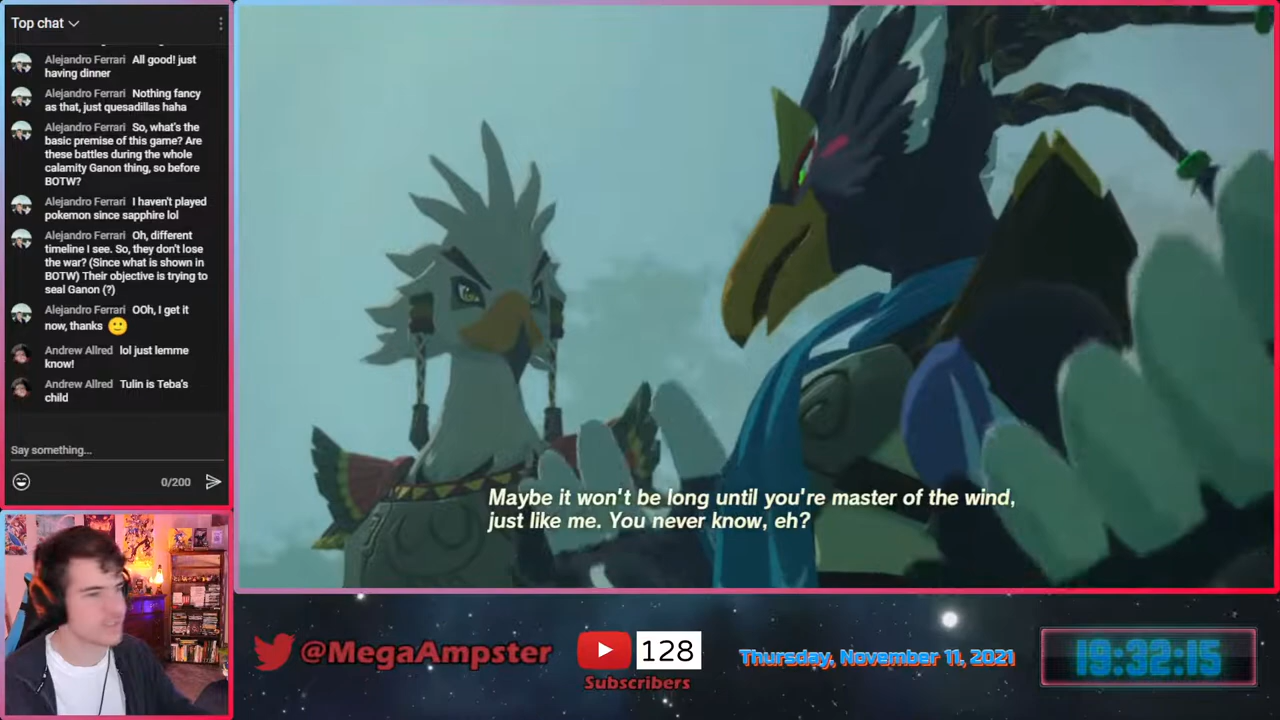 Top chat
Alejandro Ferrari All good! just
having dinner
Alejandro Ferrari Nothing fancy
as that, just quesadillas haha
Alejandro Ferrari So, what's the
basic premise of this game? Are
these battles during the whole
calamity Ganon thing, so before
BOTW?
Alejandro Ferrari I haven't played
pokemon since sapphire lol
Alejandro Ferrari Oh, different
timeline I see. So, they don't lose
the war? (Since what is shown in
BOTW) Their objective is trying to
seal Ganon (?)
Alejandro Ferrari OOh, I get it
now, thanks 🙂
Andrew Allred lol just lemme
know!
Andrew Allred Tulin is Teba's
child
Say something...
0/200
Maybe it won't be long until you're master of the wind,
just like me. You never know, eh?
@MegaAmpster
128
Subscribers
Thursday, November 11, 2021
19:32:15